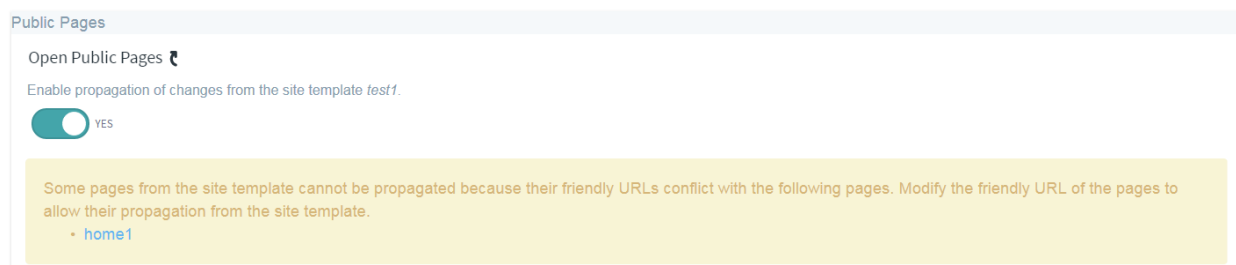 Public Pages
Open Public Pages
Enable propagation of changes from the site template test1.
YES
Some pages from the site template cannot be propagated because their friendly URLs conflict with the following pages. Modify the friendly URL of the pages to
allow their propagation from the site template.
• home1